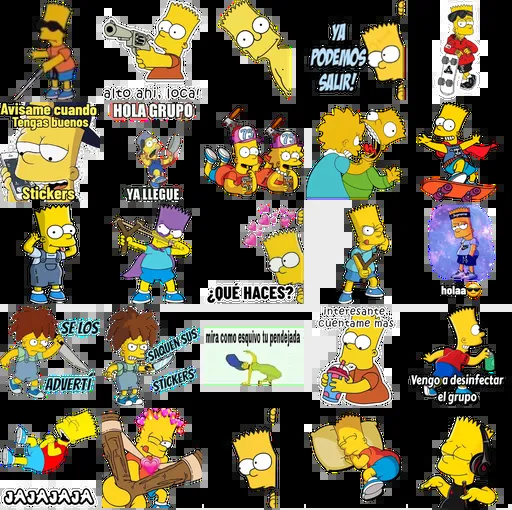 YA
PODEMOS
SALIR!
alto ahi, loca!
Avisame cuando
Tengas buenos
Stickers
HOLA GRUPO
YA LLEGUE
¿QUÉ HACES?
holaa
SE LOS
ADVERTI
SAQUEN SUS
STICKERS
mira como esquivo tu pendejada
interesante..
Cuéntame más
Vengo a desinfectar
el grupo
JAJAJAJA